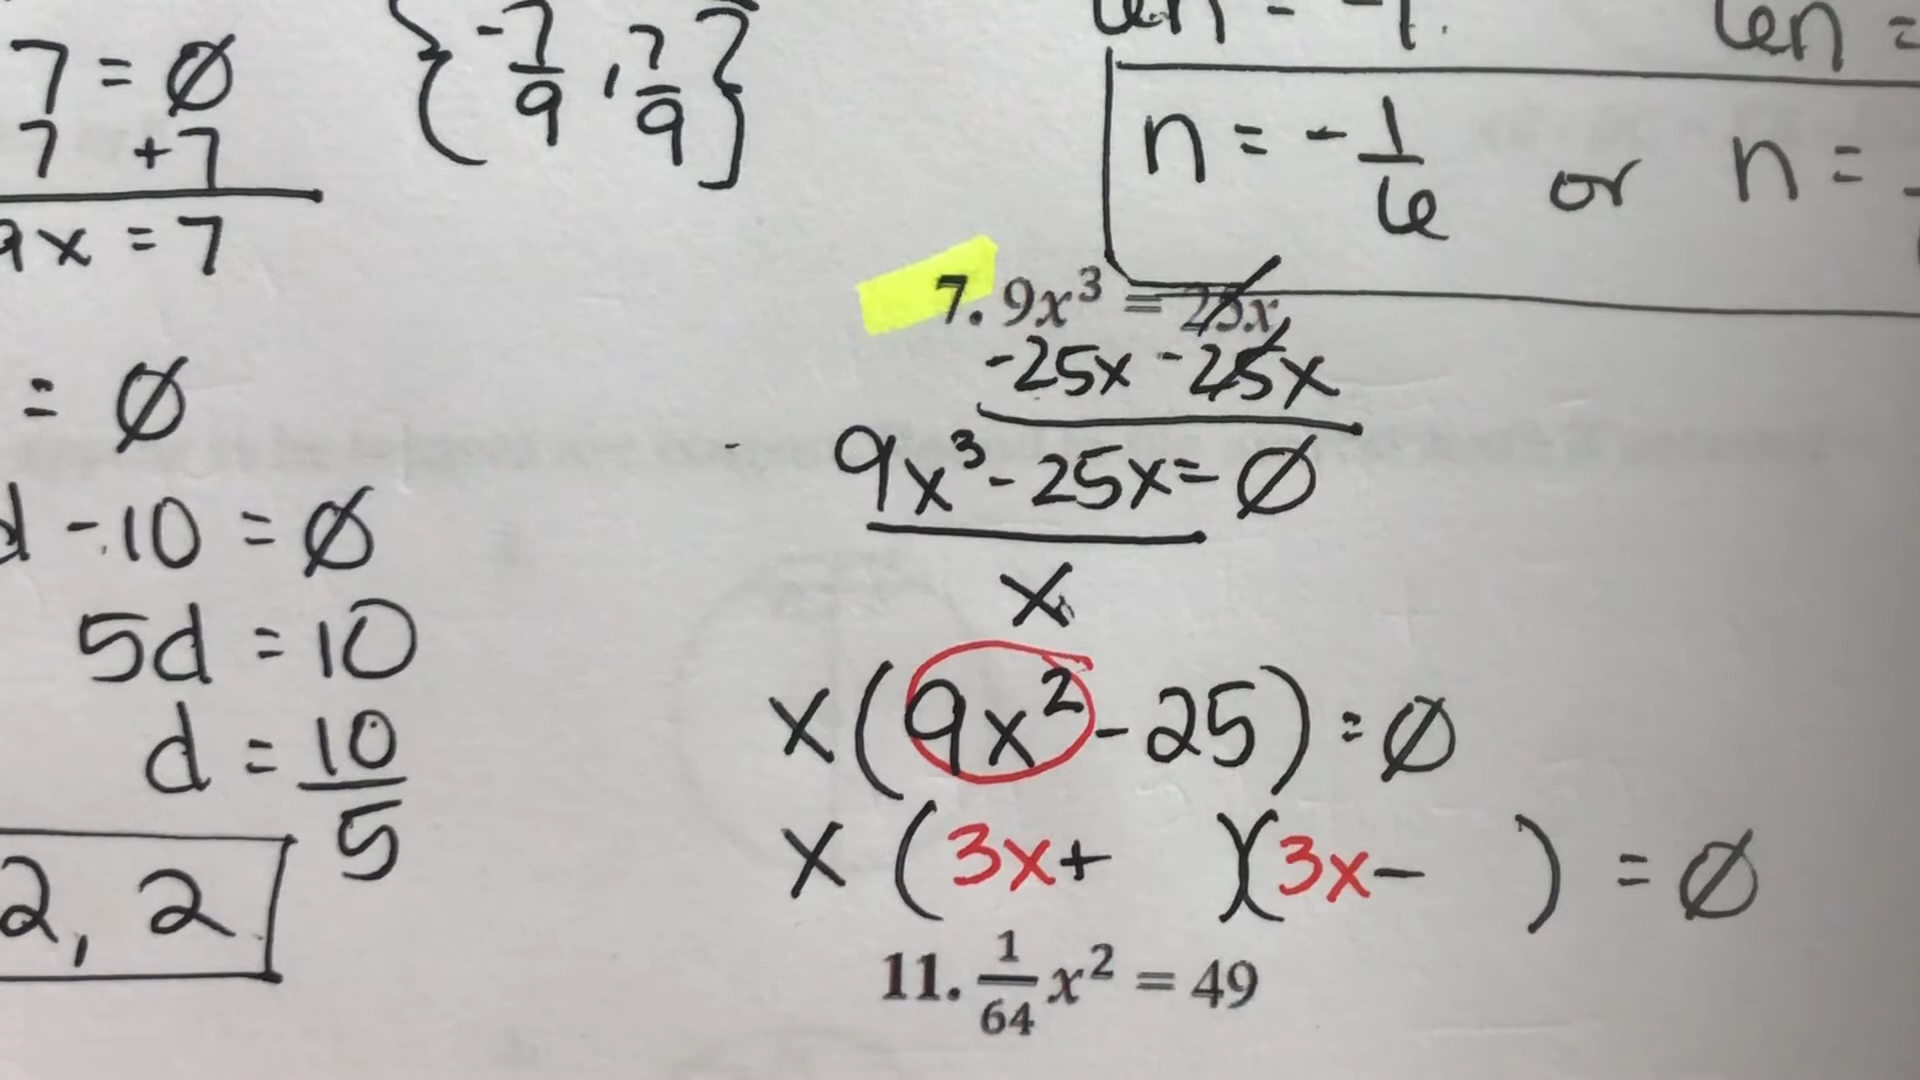 7 = ∅
7 +7
9x = 7
{-7/9, 7/9}
n = -1/6 or n =
= ∅
d - 10 = ∅
5d = 10
d = 10/5
2, 2
7. 9x³ = 25x
-25x -25x
9x³ - 25x = ∅
x
x(9x² - 25) = ∅
x(3x+ )(3x- ) = ∅
11. 1/64 x² = 49